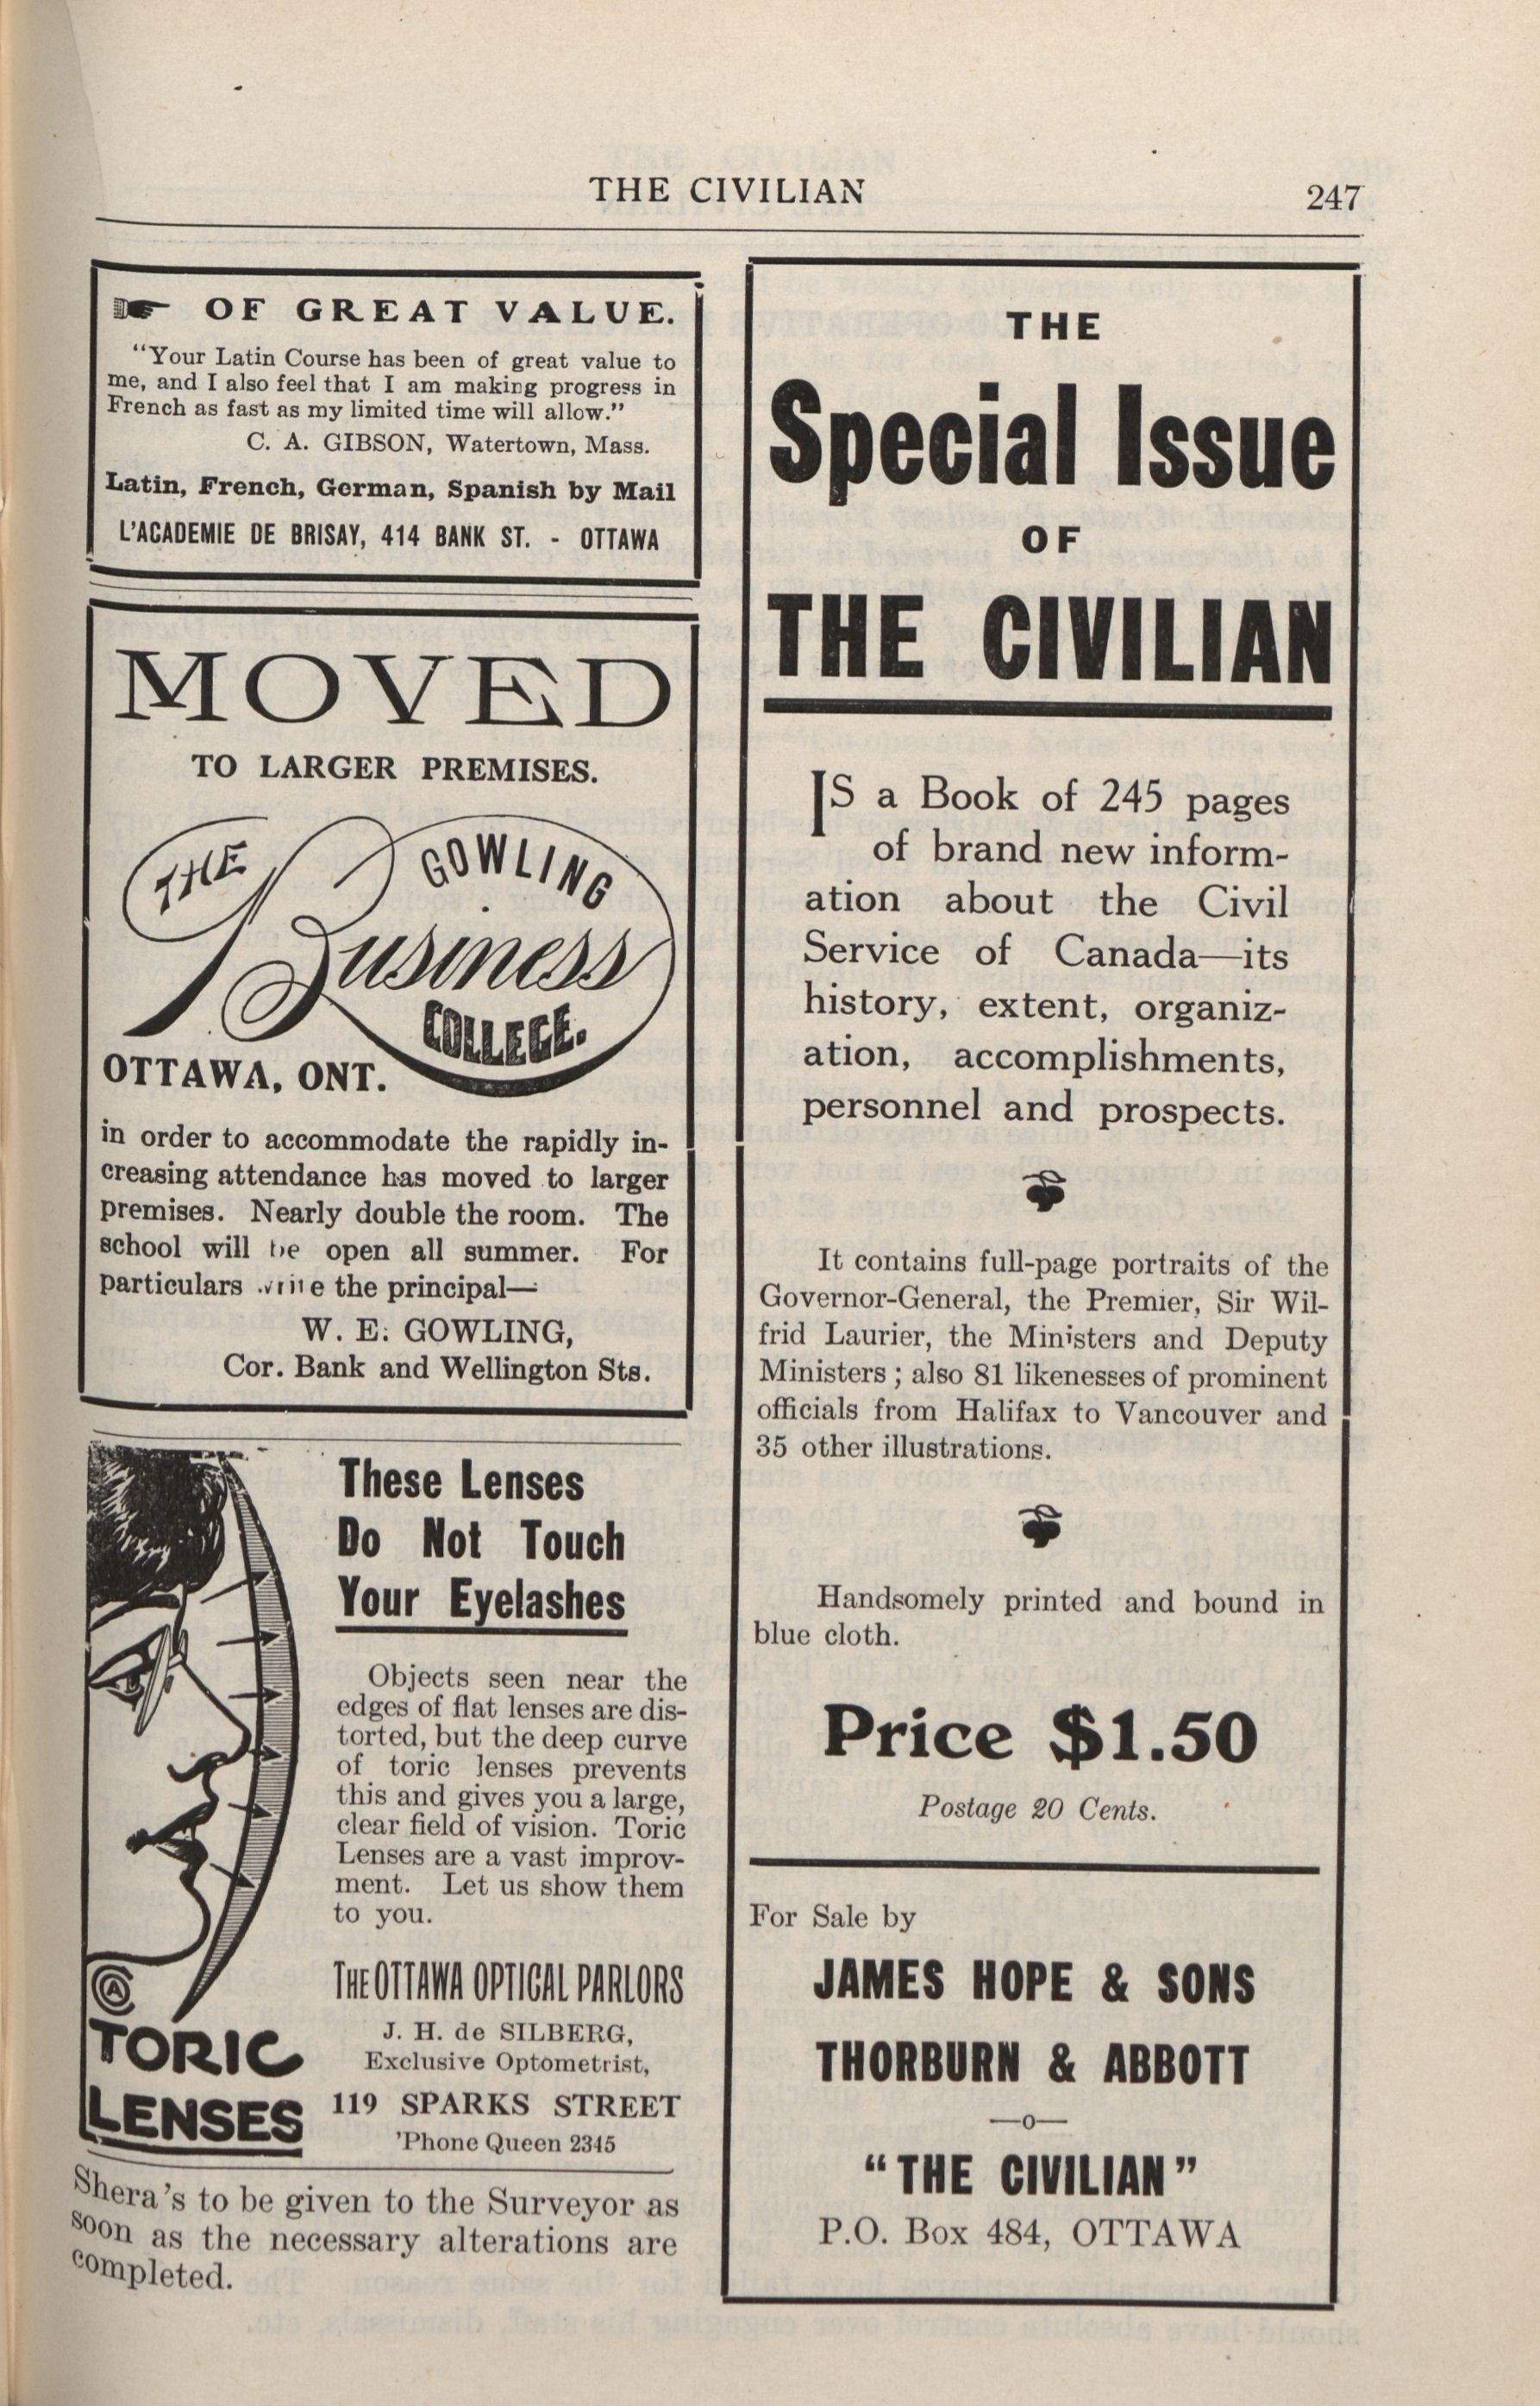 THE CIVILIAN
247
OF GREAT VALUE.
"Your Latin Course has been of great value to
me, and I also feel that I am making progress in
French as fast as my limited time will allow."
C. A. GIBSON, Watertown, Mass.
Latin, French, German, Spanish by Mail
L'ACADEMIE DE BRISAY, 414 BANK ST. - OTTAWA
MOVED
TO LARGER PREMISES.
THE GOWLING
Business
COLLEGE.
OTTAWA, ONT.
in order to accommodate the rapidly in-
creasing attendance has moved to larger
premises. Nearly double the room. The
school will be open all summer. For
particulars write the principal—
W. E. GOWLING,
Cor. Bank and Wellington Sts.
These Lenses
Do Not Touch
Your Eyelashes
Objects seen near the
edges of flat lenses are dis-
torted, but the deep curve
of toric lenses prevents
this and gives you a large,
clear field of vision. Toric
Lenses are a vast improv-
ment. Let us show them
to you.
THE OTTAWA OPTICAL PARLORS
J. H. de SILBERG,
Exclusive Optometrist,
119 SPARKS STREET
'Phone Queen 2345
A
TORIC
LENSES
Shera's to be given to the Surveyor as
soon as the necessary alterations are
completed.
THE
Special Issue
OF
THE CIVILIAN
IS a Book of 245 pages
of brand new inform-
ation about the Civil
Service of Canada—its
history, extent, organiz-
ation, accomplishments,
personnel and prospects.
It contains full-page portraits of the
Governor-General, the Premier, Sir Wil-
frid Laurier, the Ministers and Deputy
Ministers ; also 81 likenesses of prominent
officials from Halifax to Vancouver and
35 other illustrations.
Handsomely printed and bound in
blue cloth.
Price $1.50
Postage 20 Cents.
For Sale by
JAMES HOPE & SONS
THORBURN & ABBOTT
—o—
"THE CIVILIAN"
P.O. Box 484, OTTAWA